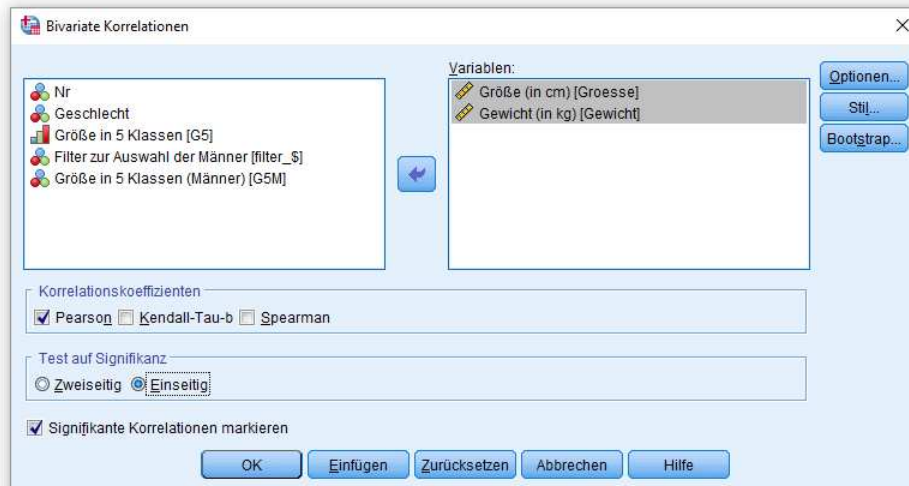 Bivariate Korrelationen
Variablen:
Nr
Geschlecht
Größe in 5 Klassen [G5]
Filter zur Auswahl der Männer [filter_$]
Größe in 5 Klassen (Männer) [G5M]
Größe (in cm) [Groesse]
Gewicht (in kg) [Gewicht]
Optionen...
Stil...
Bootstrap...
Korrelationskoeffizienten
Pearson Kendall-Tau-b Spearman
Test auf Signifikanz
Zweiseitig Einseitig
Signifikante Korrelationen markieren
OK Einfügen Zurücksetzen Abbrechen Hilfe